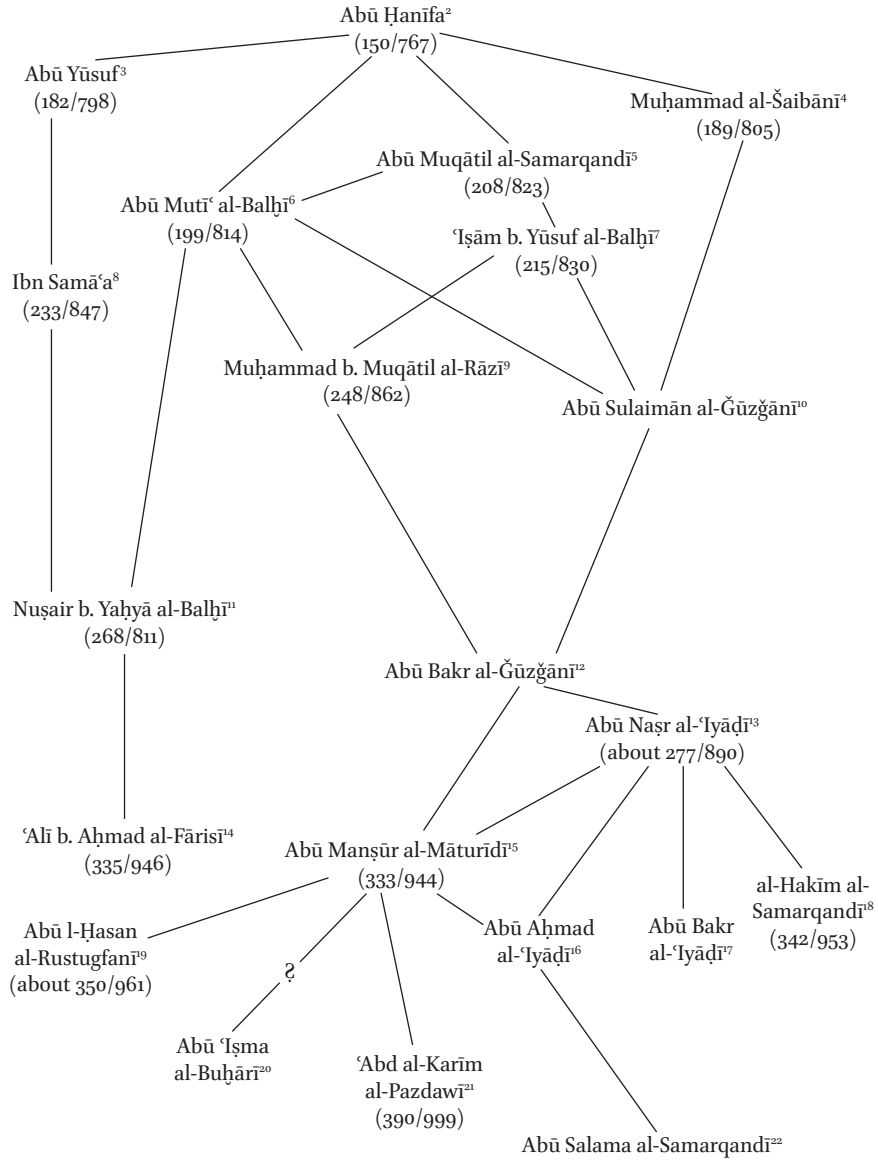 Abū Ḥanīfa²
(150/767)
Abū Yūsuf³
(182/798)
Muḥammad al-Šaibānī⁴
(189/805)
Abū Muqātil al-Samarqandī⁵
(208/823)
Abū Mutīʿ al-Balḫī⁶
(199/814)
ʿIṣām b. Yūsuf al-Balḫī⁷
(215/830)
Ibn Samāʿa⁸
(233/847)
Muḥammad b. Muqātil al-Rāzī⁹
(248/862)
Abū Sulaimān al-Ǧūzǧānī¹⁰
Nuṣair b. Yaḥyā al-Balḫī¹¹
(268/811)
Abū Bakr al-Ǧūzǧānī¹²
Abū Naṣr al-ʿIyāḍī¹³
(about 277/890)
ʿAlī b. Aḥmad al-Fārisī¹⁴
(335/946)
Abū Manṣūr al-Māturīdī¹⁵
(333/944)
al-Hakīm al-
Samarqandī¹⁸
(342/953)
Abū Bakr
al-ʿIyāḍī¹⁷
Abū Aḥmad
al-ʿIyāḍī¹⁶
Abū l-Ḥasan
al-Rustugfanī¹⁹
(about 350/961)
Abū ʿIṣma
al-Buḫārī²⁰
ʿAbd al-Karīm
al-Pazdawī²¹
(390/999)
Abū Salama al-Samarqandī²²